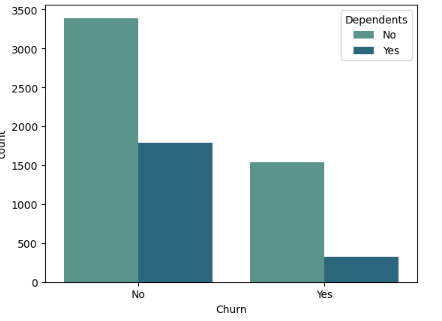 3500
3000
2500
2000
1500
1000
500
0
count
No
Yes
Churn
Dependents
No
Yes